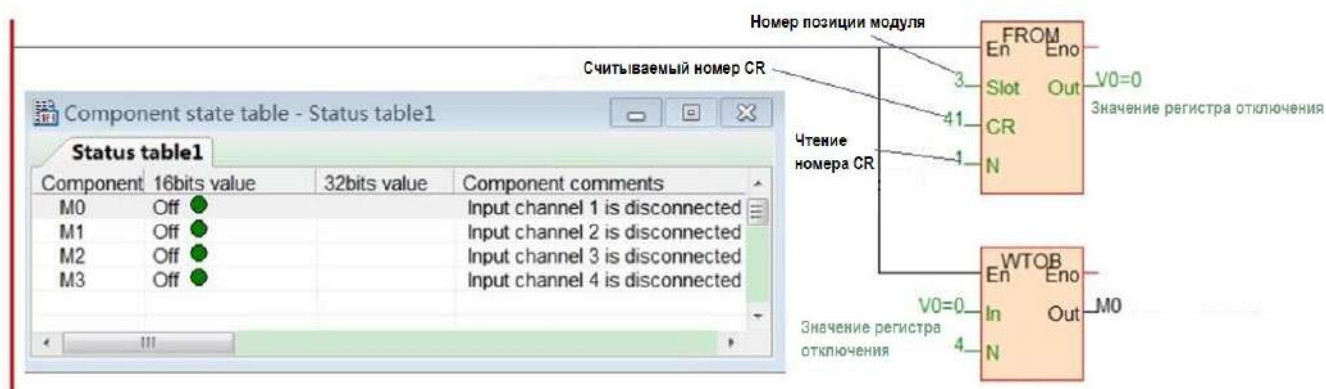 Номер позиции модуля
FROM
En Eno
Считываемый номер CR
3 Slot Out V0=0
Значение регистра отключения
41 CR
Чтение
номера CR
1 N
Component state table - Status table1
Status table1
Component 16bits value 32bits value Component comments
M0 Off Input channel 1 is disconnected
M1 Off Input channel 2 is disconnected
M2 Off Input channel 3 is disconnected
M3 Off Input channel 4 is disconnected
WTOB
En Eno
V0=0 In Out M0
Значение регистра
отключения
4 N